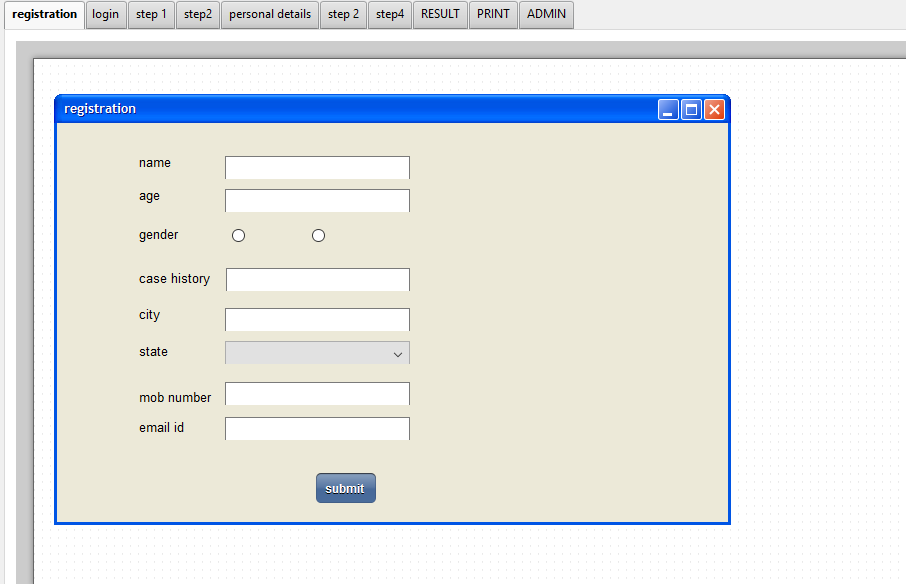 registration login step 1 step2 personal details step 2 step4 RESULT PRINT ADMIN
registration
name
age
gender
case history
city
state
mob number
email id
submit